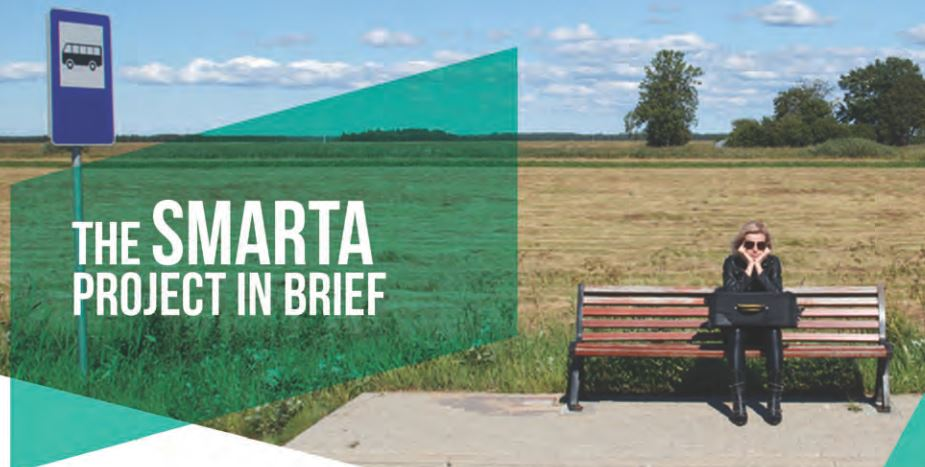 THE SMARTA
PROJECT IN BRIEF